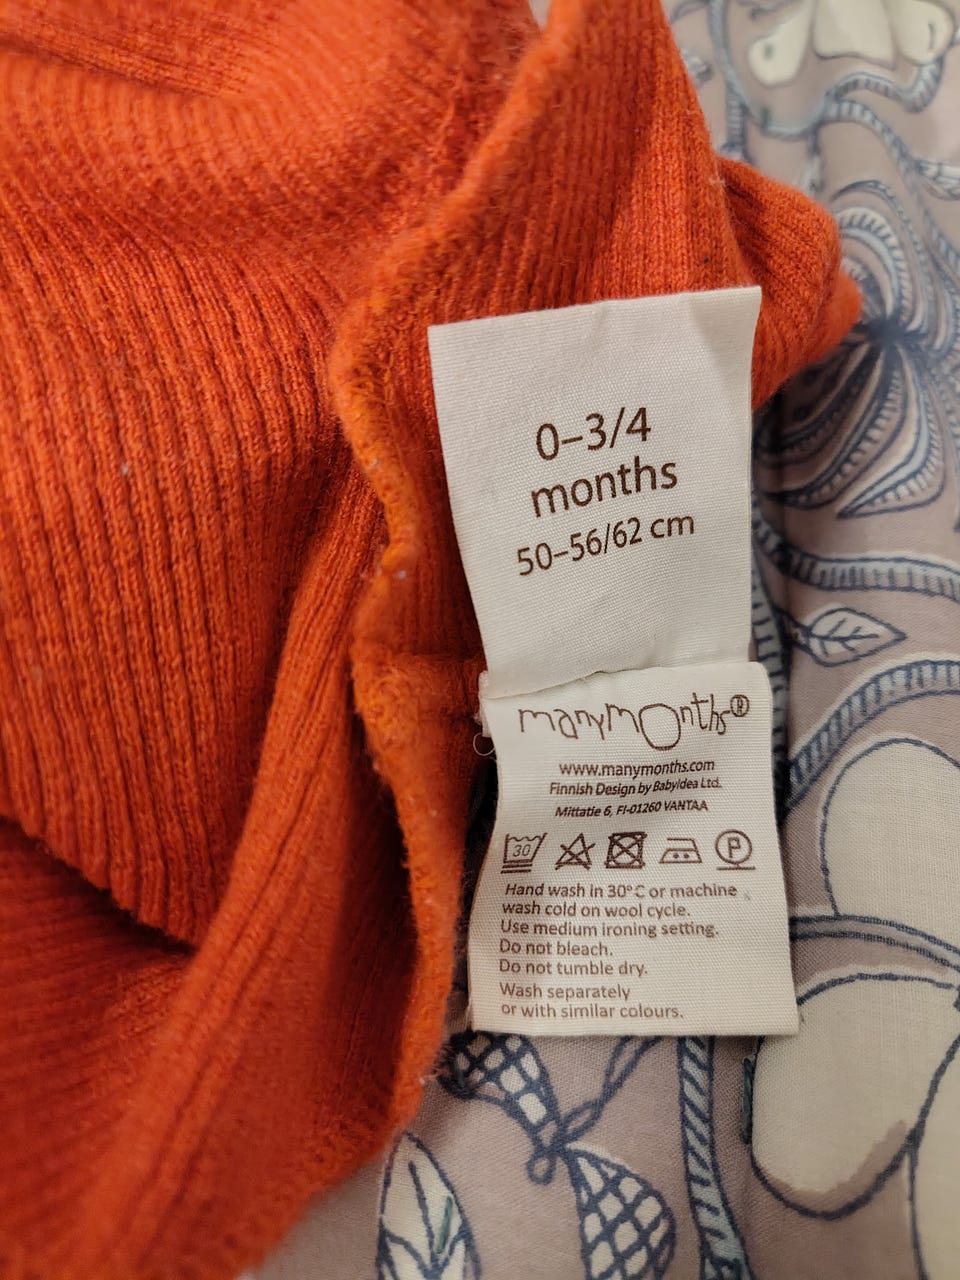 0–3/4
months
50–56/62 cm
manymonths®
www.manymonths.com
Finnish Design by BabyIdea Ltd.
Mittatie 6, FI-01260 VANTAA
30 P
Hand wash in 30°C or machine
wash cold on wool cycle.
Use medium ironing setting.
Do not bleach.
Do not tumble dry.
Wash separately
or with similar colours.